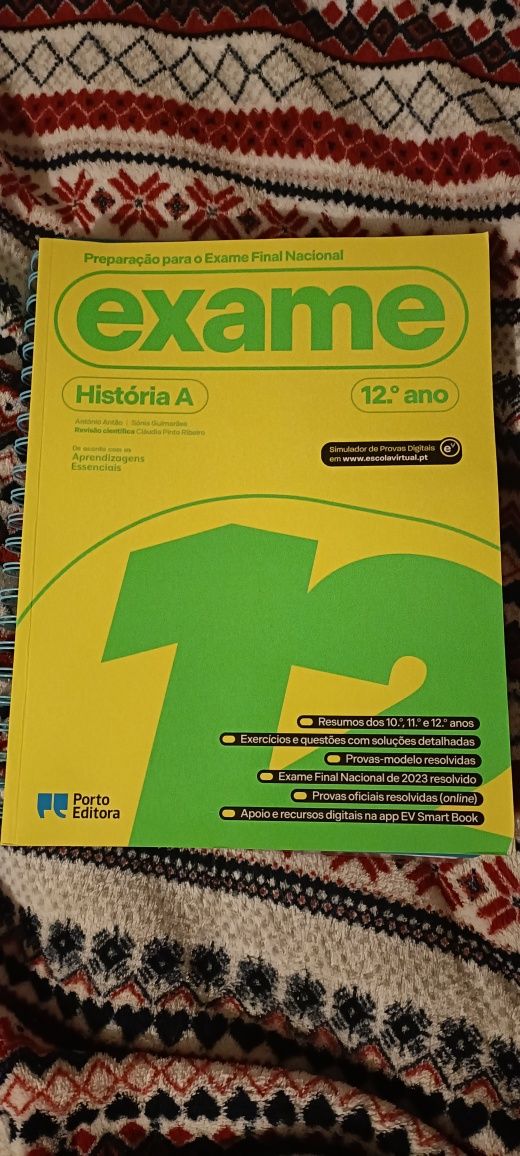 Preparação para o Exame Final Nacional
exame
História A
12.º ano
António Antão | Sónia Guimarães
Revisão científica Cláudia Pinto Ribeiro
De acordo com as
Aprendizagens
Essenciais
Simulador de Provas Digitais
em www.escolavirtual.pt
eV
12
Resumos dos 10.º, 11.º e 12.º anos
Exercícios e questões com soluções detalhadas
Provas-modelo resolvidas
Exame Final Nacional de 2023 resolvido
Provas oficiais resolvidas (online)
Apoio e recursos digitais na app EV Smart Book
Porto
Editora